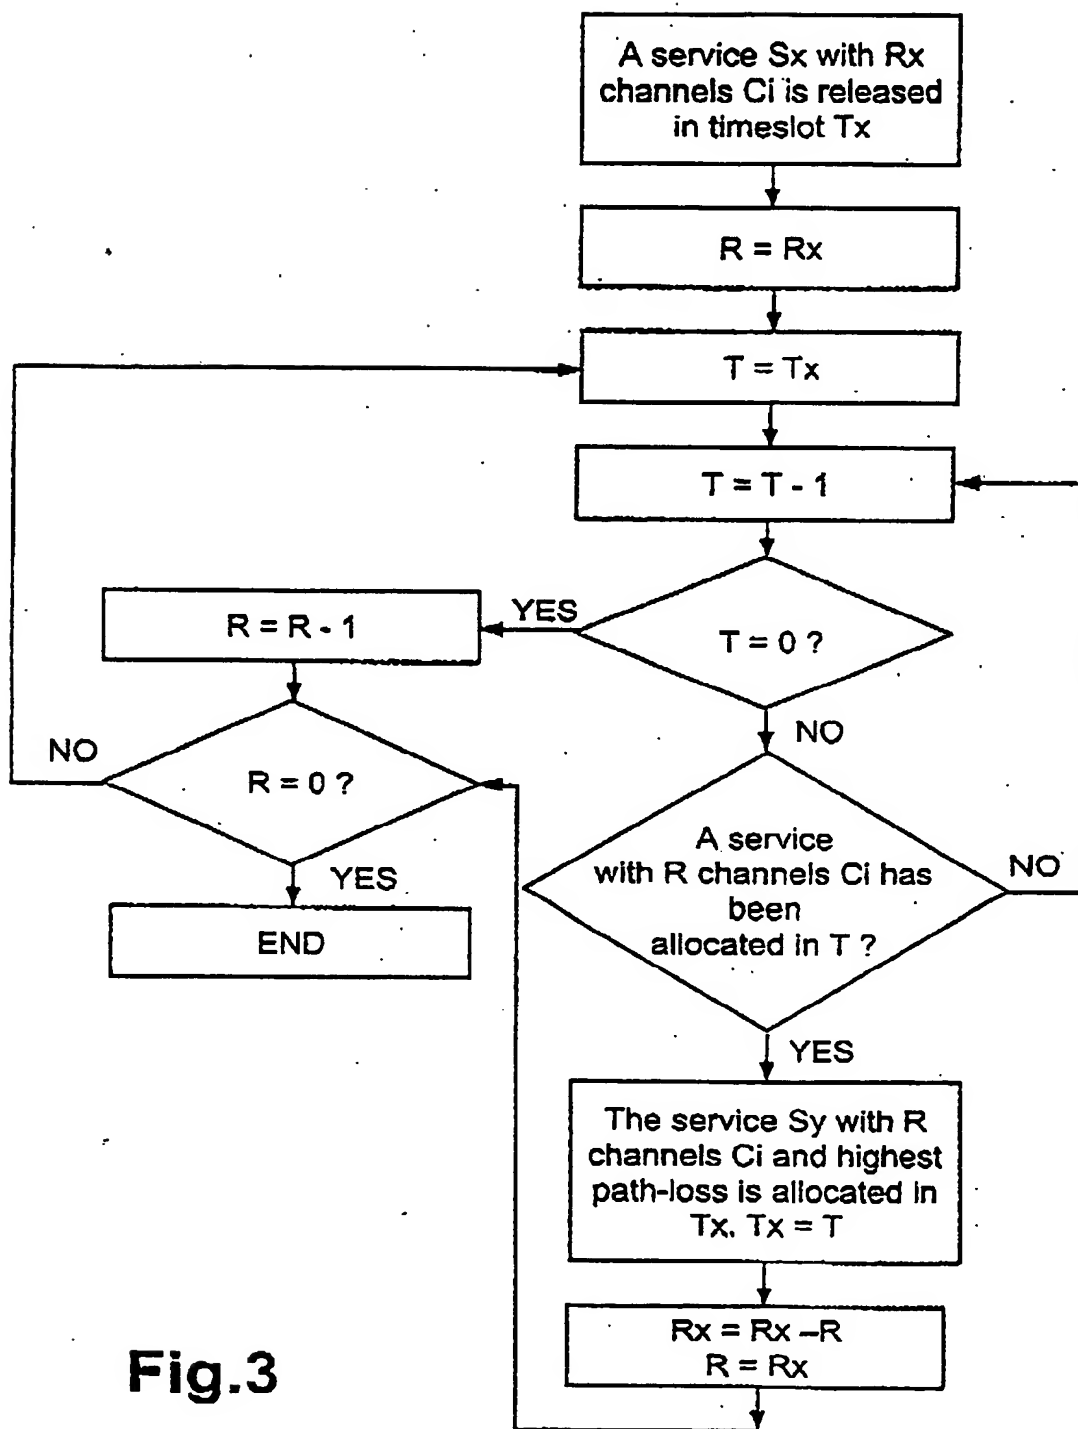 A service Sx with Rx
channels Ci is released
in timeslot Tx
R = Rx
T = Tx
T = T - 1
YES
R = R - 1
T = 0 ?
NO
NO
R = 0 ?
A service
with R channels Ci has
been
allocated in T ?
NO
YES
END
YES
The service Sy with R
channels Ci and highest
path-loss is allocated in
Tx. Tx = T
Rx = Rx –R
R = Rx
Fig.3